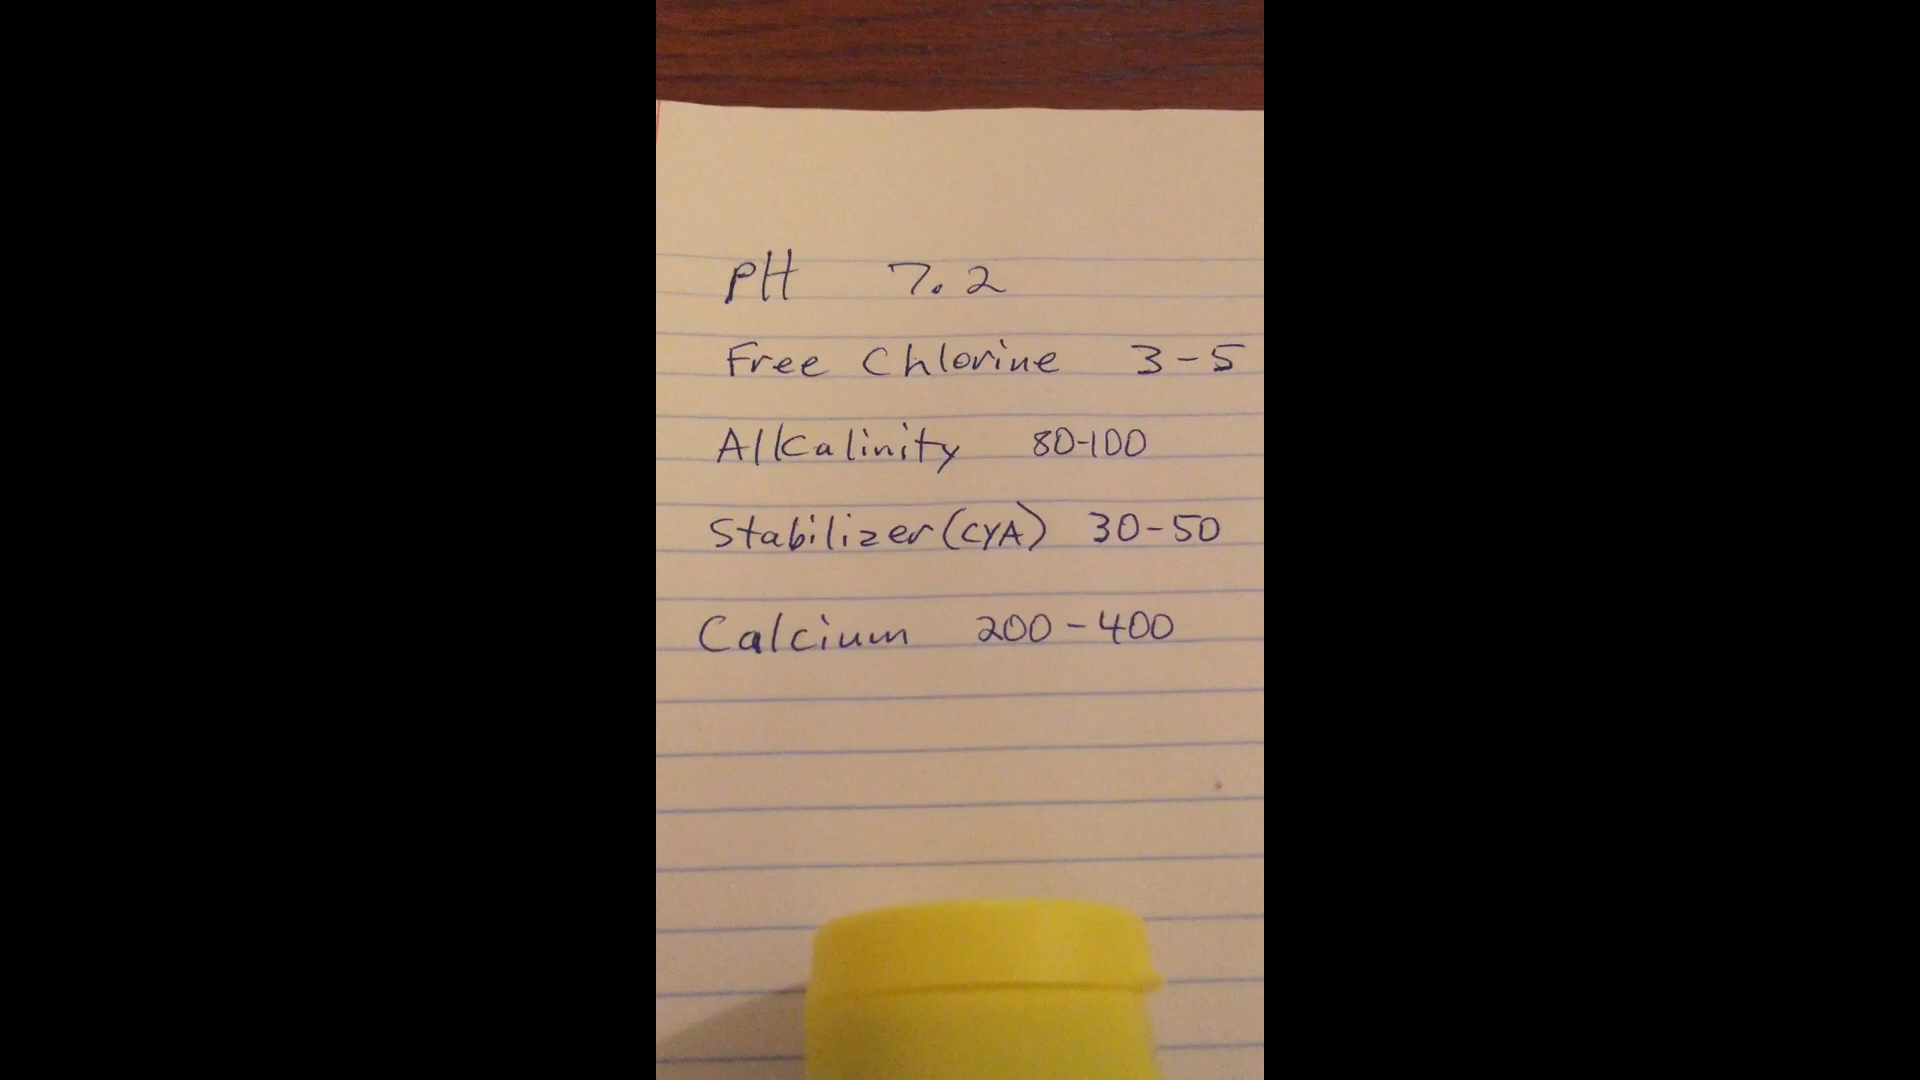 pH 7.2
Free Chlorine 3-5
Alkalinity 80-100
Stabilizer (CYA) 30-50
Calcium 200-400